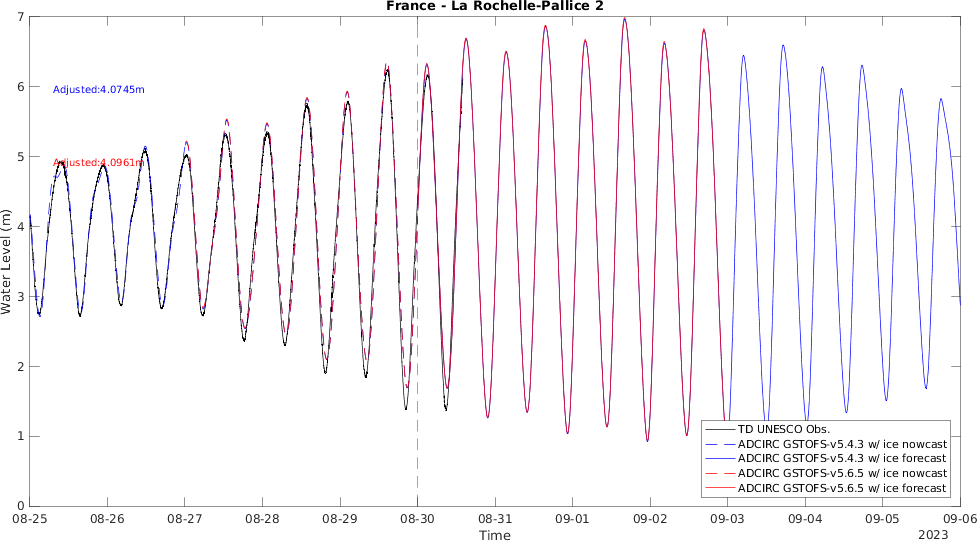 France - La Rochelle-Pallice 2
7
6
5
4
3
2
1
0
Water Level (m)
Adjusted:4.0745m
Adjusted:4.0961m
TD UNESCO Obs.
ADCIRC GSTOFS-v5.4.3 w/ ice nowcast
ADCIRC GSTOFS-v5.4.3 w/ ice forecast
ADCIRC GSTOFS-v5.6.5 w/ ice nowcast
ADCIRC GSTOFS-v5.6.5 w/ ice forecast
08-25 08-26 08-27 08-28 08-29 08-30 08-31 09-01 09-02 09-03 09-04 09-05 09-06
Time
2023